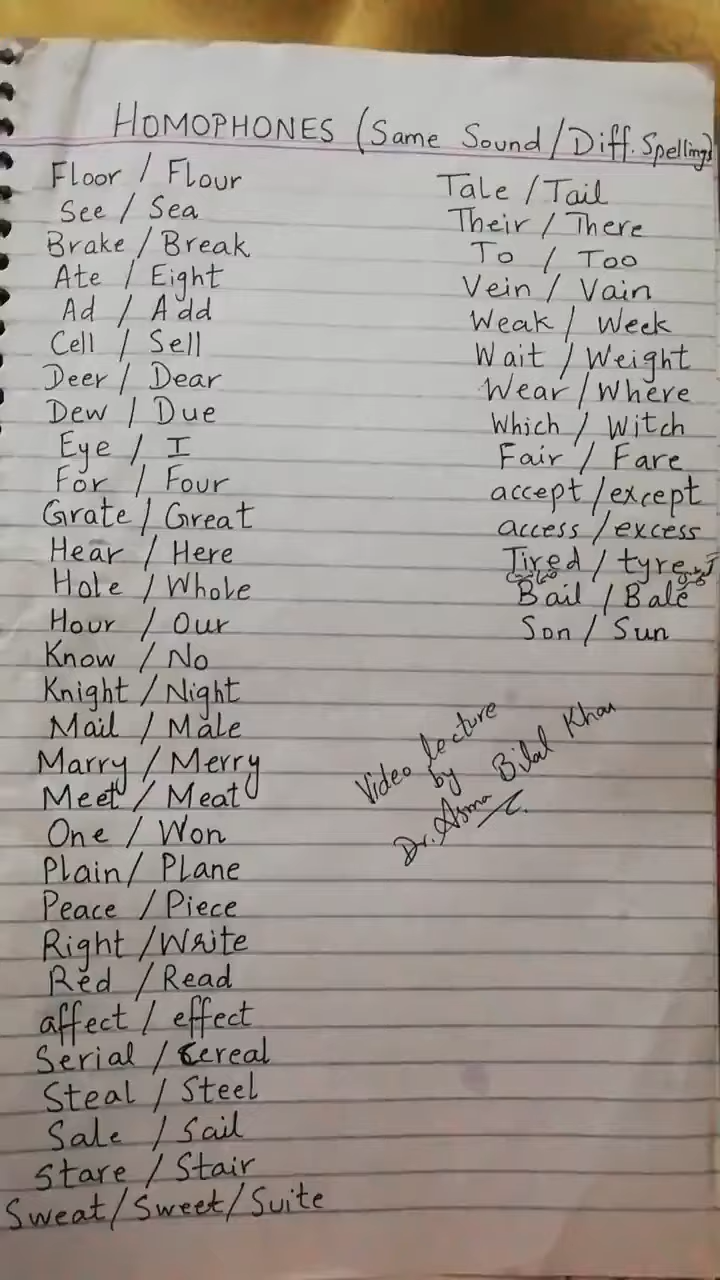 HOMOPHONES (Same Sound/Diff. Spellings)
Floor / Flour
See / Sea
Brake / Break
Ate / Eight
Ad / Add
Cell / Sell
Deer / Dear
Dew / Due
Eye / I
For / Four
Grate / Great
Hear / Here
Hole / Whole
Hour / Our
Know / No
Knight / Night
Mail / Male
Marry / Merry
Meet / Meat
One / Won
Plain / Plane
Peace / Piece
Right / Write
Red / Read
affect / effect
Serial / Cereal
Steal / Steel
Sale / Sail
Stare / Stair
Sweat/Sweet/Suite
Tale / Tail
Their / There
To / Too
Vein / Vain
Weak / Week
Wait / Weight
Wear / Where
Which / Witch
Fair / Fare
accept / except
access / excess
Tired / tyre
Bail / Bale
Son / Sun
Video lecture
by
Dr. Asma Bilal Khan